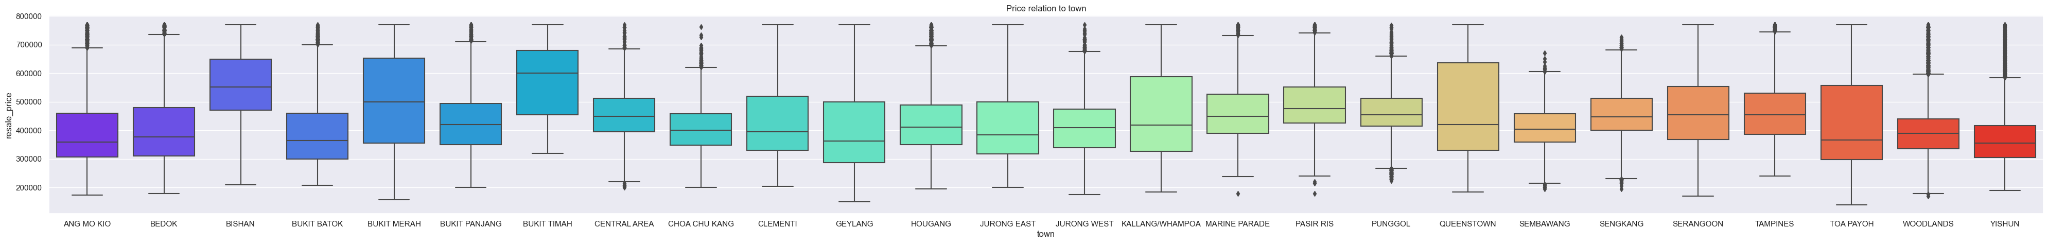 Price relation to town
800000
700000
600000
500000
400000
300000
200000
resale_price
ANG MO KIO BEDOK BISHAN BUKIT BATOK BUKIT MERAH BUKIT PANJANG BUKIT TIMAH CENTRAL AREA CHOA CHU KANG CLEMENTI GEYLANG HOUGANG JURONG EAST JURONG WEST KALLANG/WHAMPOA MARINE PARADE PASIR RIS PUNGGOL QUEENSTOWN SEMBAWANG SENGKANG SERANGOON TAMPINES TOA PAYOH WOODLANDS YISHUN
town